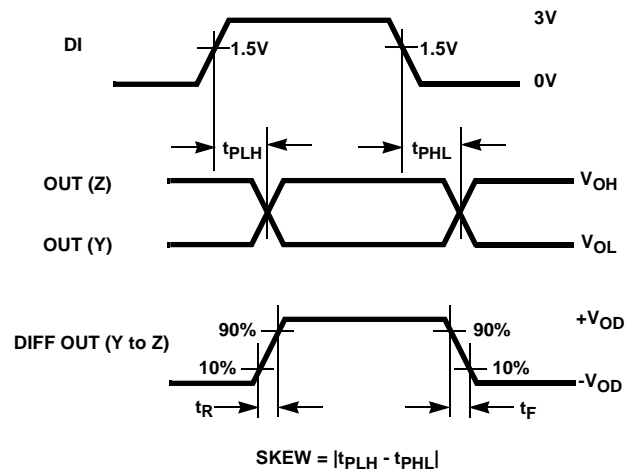 3V
DI
1.5V
1.5V
0V
tPLH
tPHL
OUT (Z)
VOH
OUT (Y)
VOL
+VOD
90%
90%
DIFF OUT (Y to Z)
10%
10%
-VOD
tR
tF
SKEW = |tPLH - tPHL|